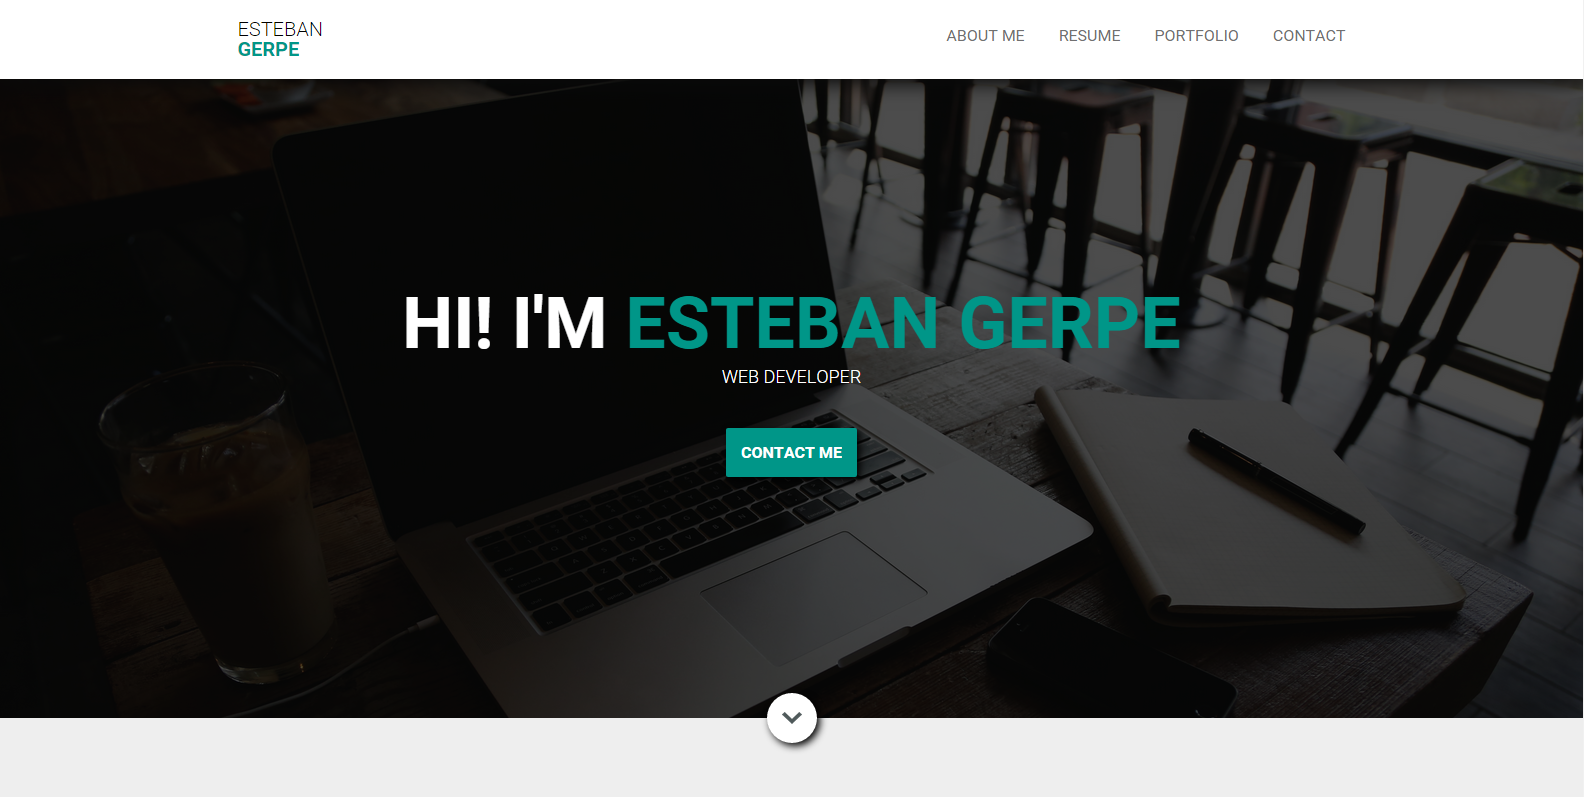 ESTEBAN
GERPE
ABOUT ME
RESUME
PORTFOLIO
CONTACT
HI! I'M ESTEBAN GERPE
WEB DEVELOPER
CONTACT ME